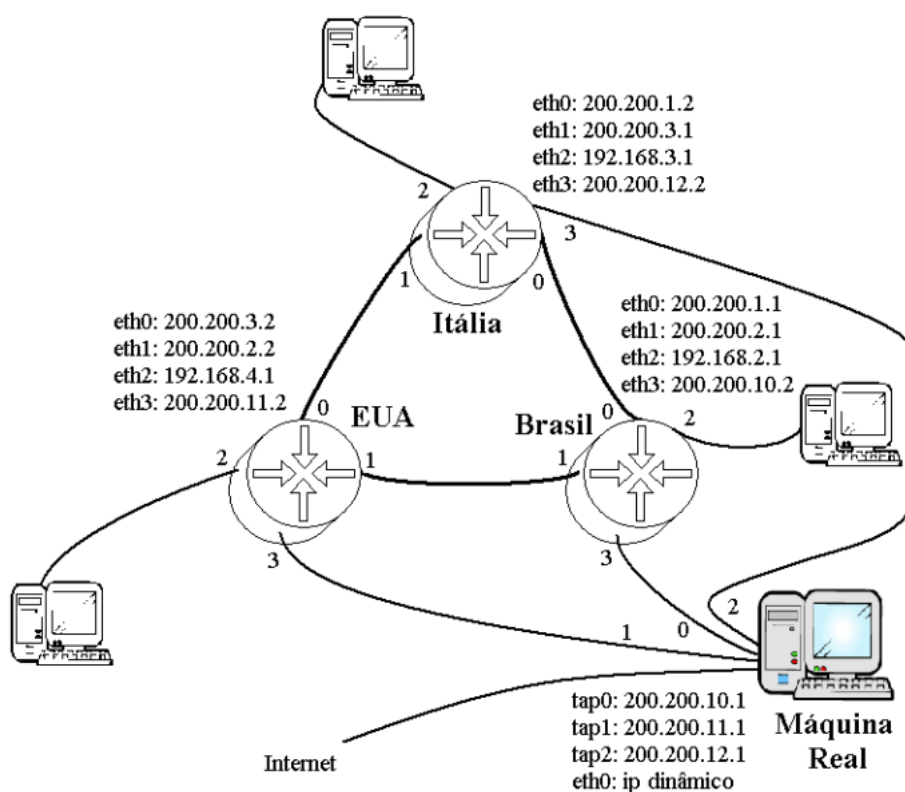 eth0: 200.200.1.2
eth1: 200.200.3.1
eth2: 192.168.3.1
eth3: 200.200.12.2
2
3
1
0
Itália
eth0: 200.200.3.2
eth1: 200.200.2.2
eth2: 192.168.4.1
eth3: 200.200.11.2
eth0: 200.200.1.1
eth1: 200.200.2.1
eth2: 192.168.2.1
eth3: 200.200.10.2
0
EUA
Brasil
0
2
2
1
1
3
3
2
1
0
tap0: 200.200.10.1
tap1: 200.200.11.1
tap2: 200.200.12.1
eth0: ip dinâmico
Máquina
Real
Internet